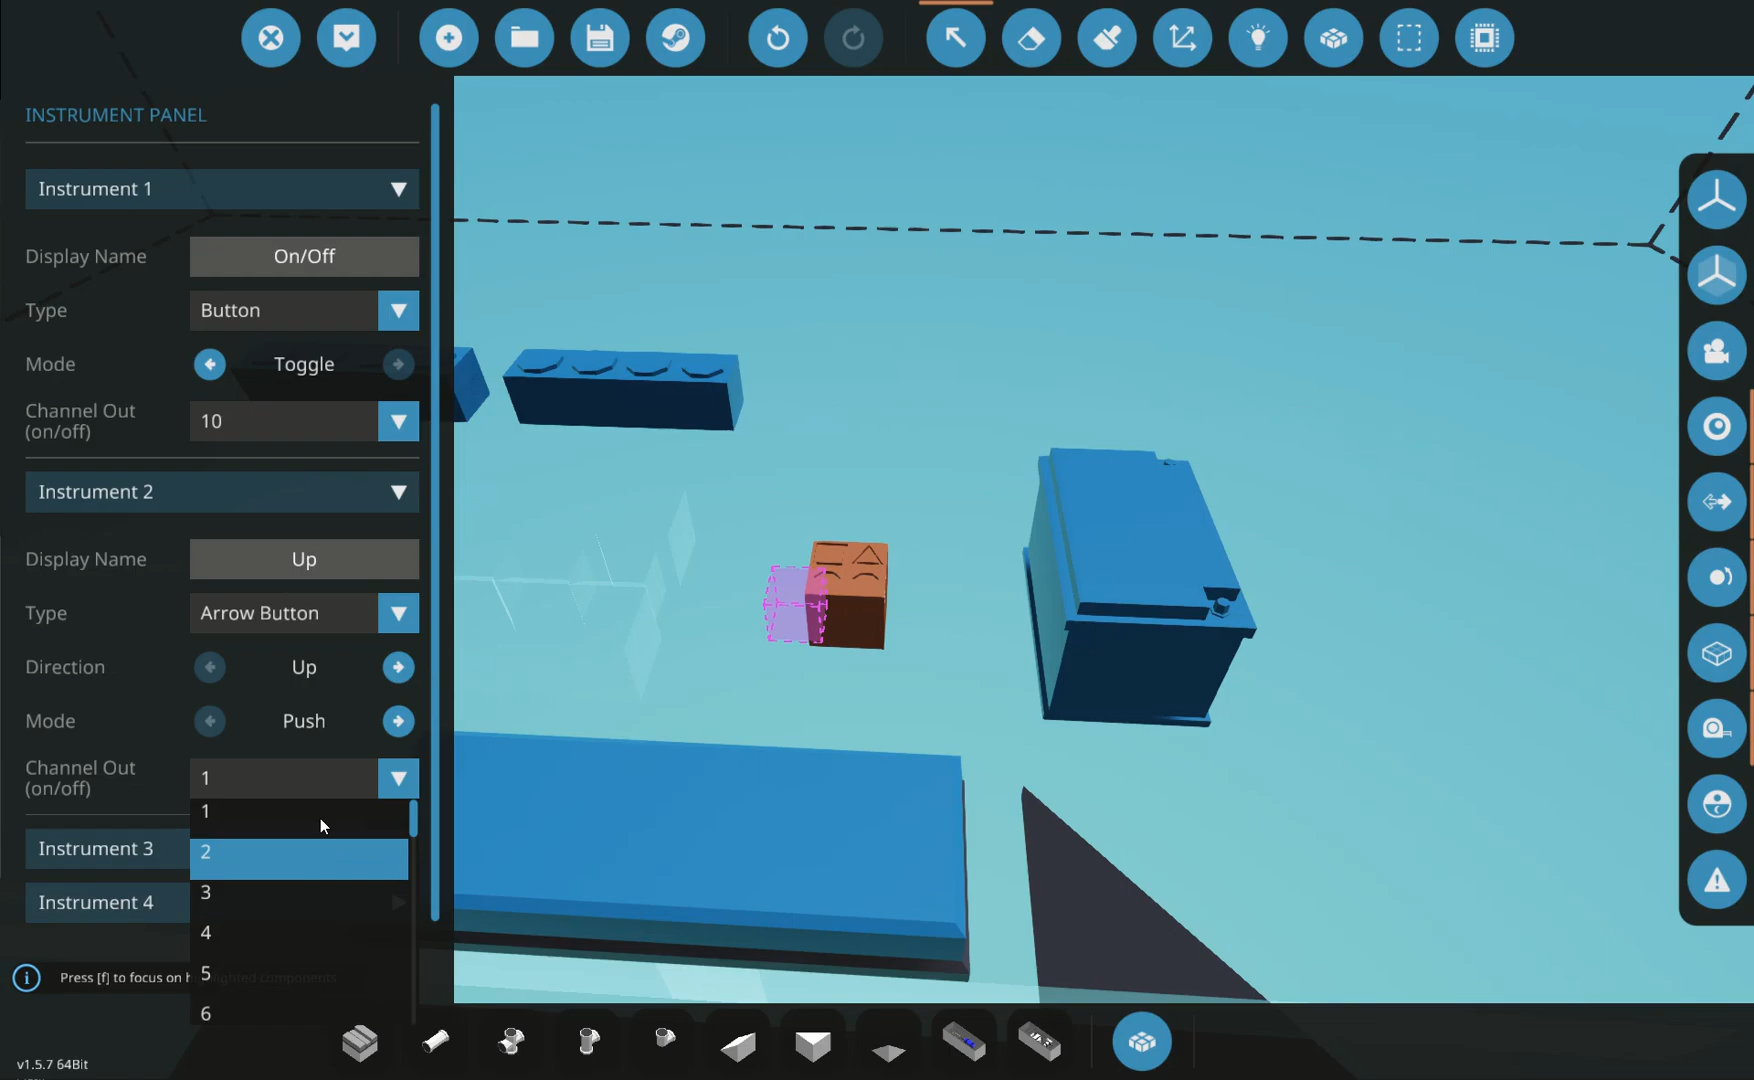 INSTRUMENT PANEL
Instrument 1
Display Name On/Off
Type Button
Mode Toggle
Channel Out
(on/off) 10
Instrument 2
Display Name Up
Type Arrow Button
Direction Up
Mode Push
Channel Out
(on/off) 1
1
2
Instrument 3
3
Instrument 4
4
5
Press [f] to focus on highlighted components
6
v1.5.7 64Bit